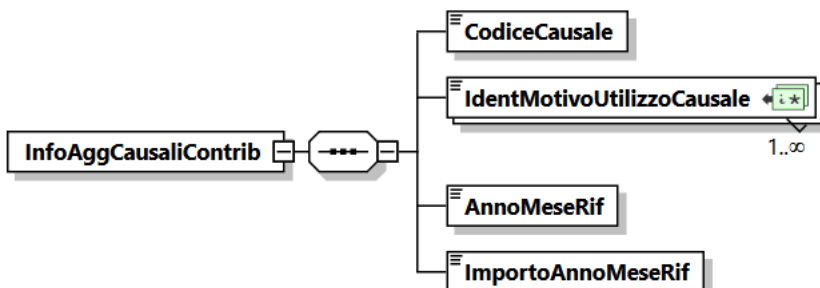 CodiceCausale
IdentMotivoUtilizzoCausale
i*
1..∞
InfoAggCausaliContrib
AnnoMeseRif
ImportoAnnoMeseRif